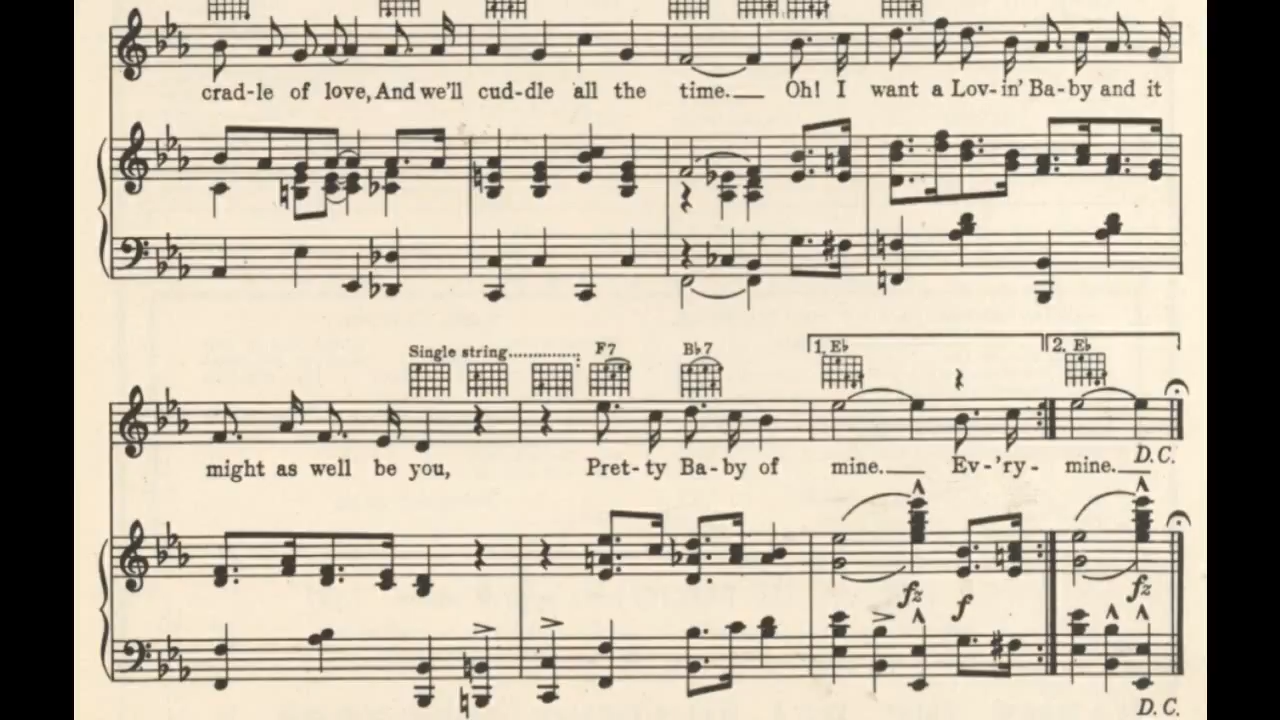 crad-le of love, And we'll cud-dle all the time. Oh! I want a Lov-in' Ba-by and it
Single string F7 B♭7 1. E♭ 2. E♭
might as well be you, Pret-ty Ba-by of mine. Ev-'ry- mine. D.C.
fz f fz
D.C.